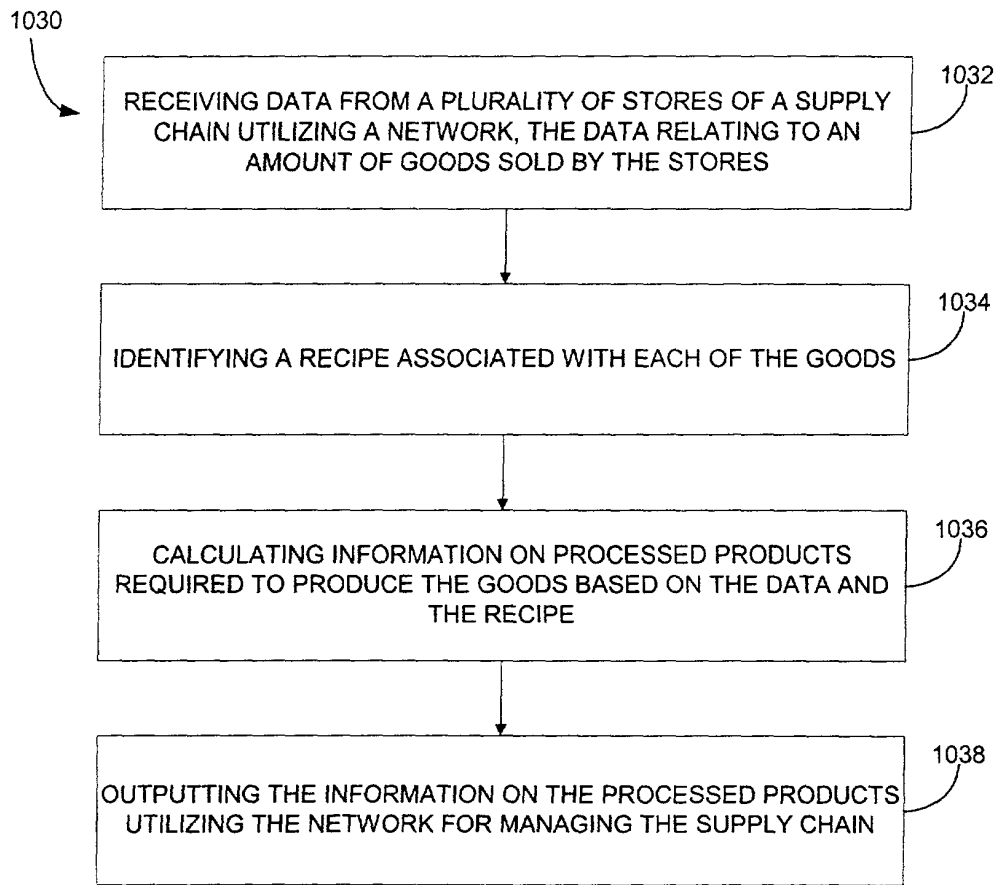 1030
1032
RECEIVING DATA FROM A PLURALITY OF STORES OF A SUPPLY
CHAIN UTILIZING A NETWORK, THE DATA RELATING TO AN
AMOUNT OF GOODS SOLD BY THE STORES
1034
IDENTIFYING A RECIPE ASSOCIATED WITH EACH OF THE GOODS
1036
CALCULATING INFORMATION ON PROCESSED PRODUCTS
REQUIRED TO PRODUCE THE GOODS BASED ON THE DATA AND
THE RECIPE
1038
OUTPUTTING THE INFORMATION ON THE PROCESSED PRODUCTS
UTILIZING THE NETWORK FOR MANAGING THE SUPPLY CHAIN